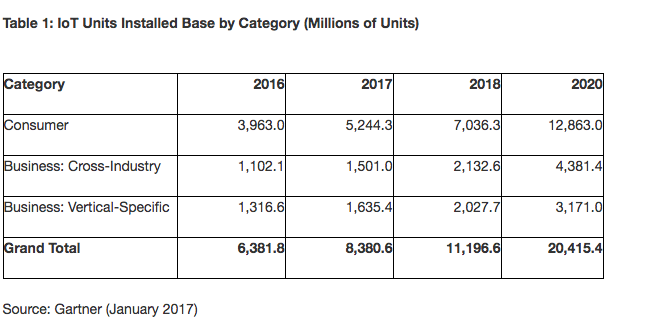 Table 1: IoT Units Installed Base by Category (Millions of Units)
Category 2016 2017 2018 2020
Consumer 3,963.0 5,244.3 7,036.3 12,863.0
Business: Cross-Industry 1,102.1 1,501.0 2,132.6 4,381.4
Business: Vertical-Specific 1,316.6 1,635.4 2,027.7 3,171.0
Grand Total 6,381.8 8,380.6 11,196.6 20,415.4
Source: Gartner (January 2017)